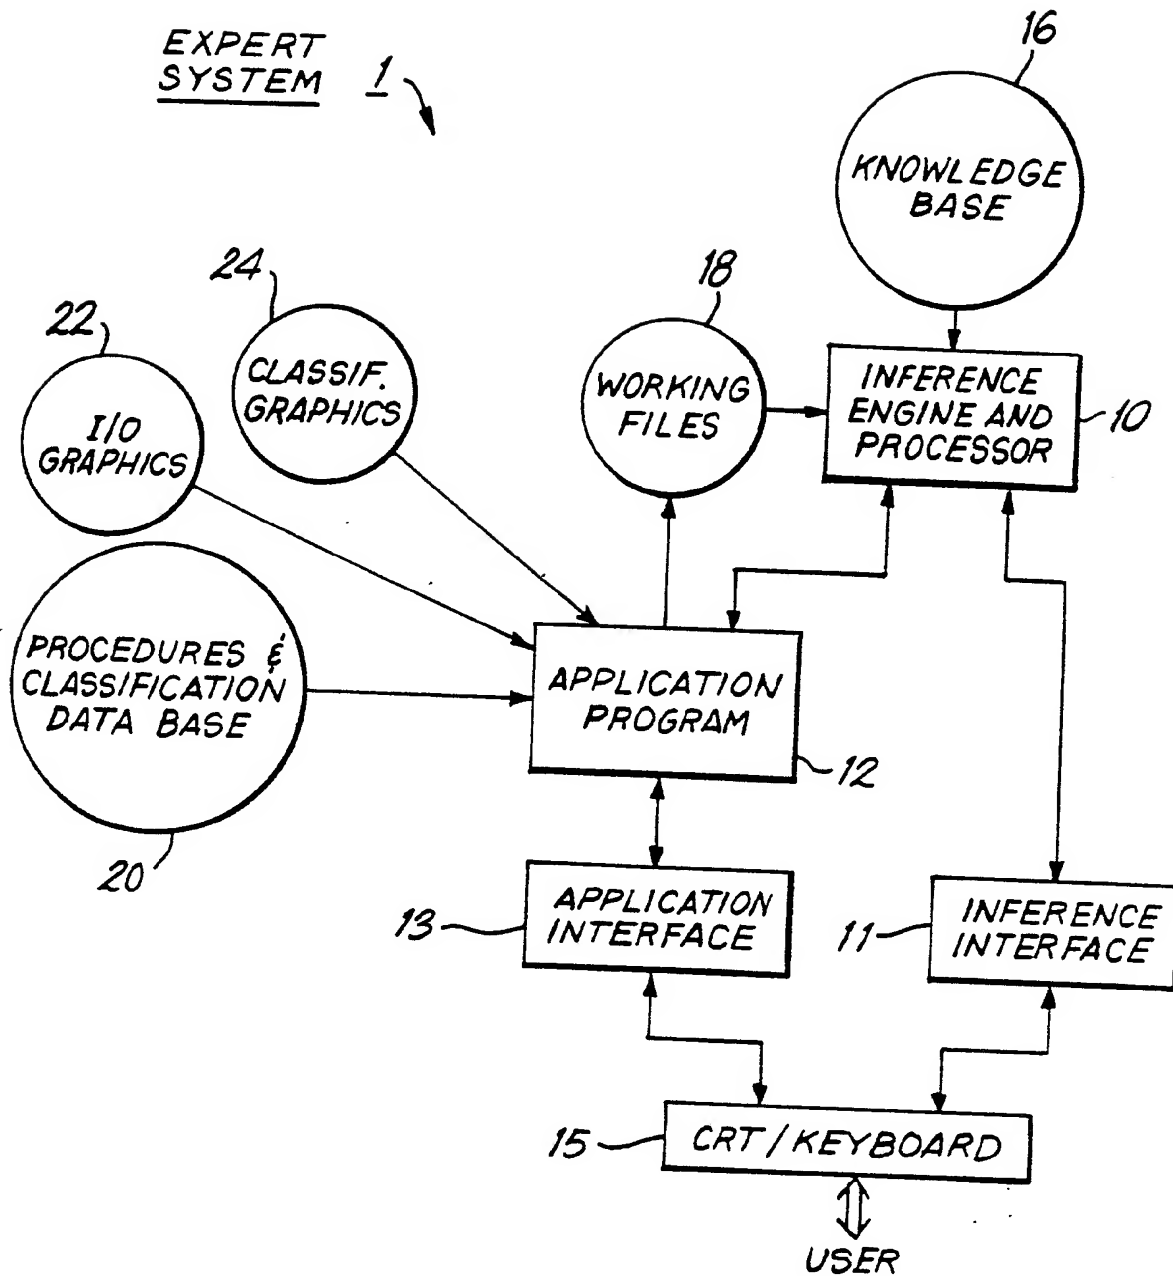 EXPERT
SYSTEM
1
16
KNOWLEDGE
BASE
24
18
22
CLASSIF.
GRAPHICS
WORKING
FILES
INFERENCE
ENGINE AND
PROCESSOR
10
I/O
GRAPHICS
PROCEDURES &
CLASSIFICATION
DATA BASE
APPLICATION
PROGRAM
12
20
13
APPLICATION
INTERFACE
11
INFERENCE
INTERFACE
15
CRT/KEYBOARD
USER